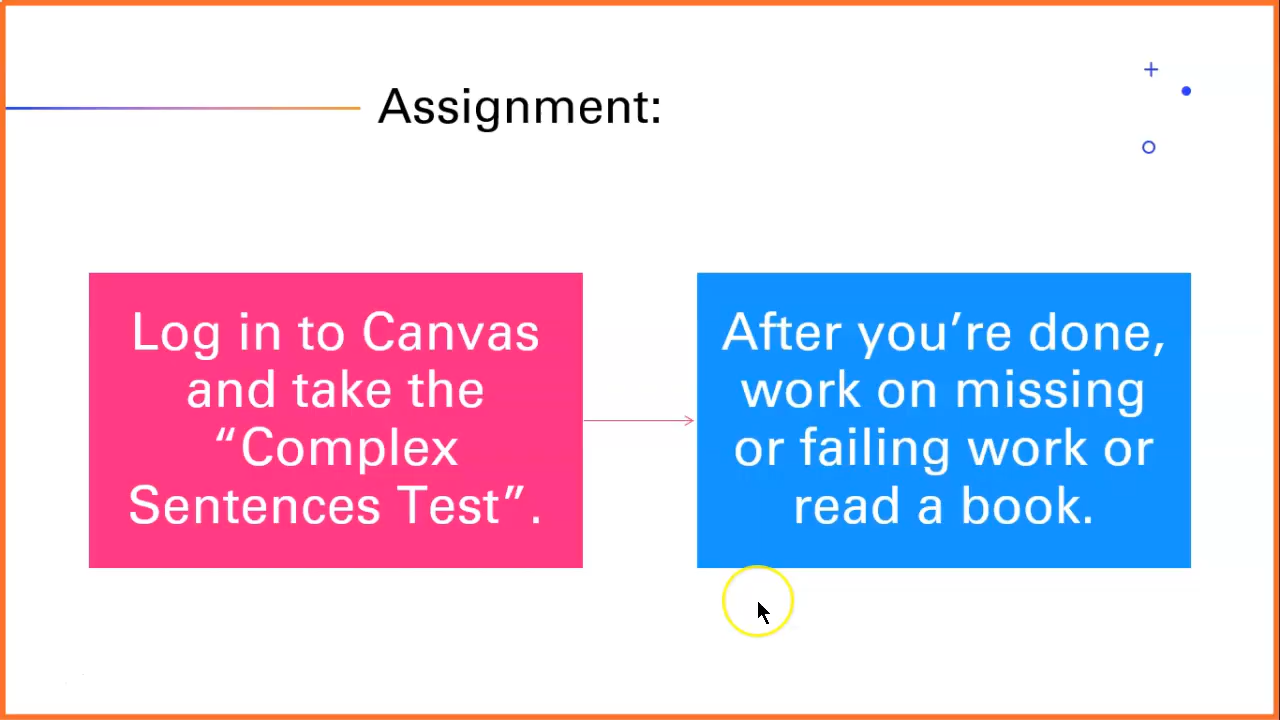 Assignment:
Log in to Canvas
and take the
“Complex
Sentences Test”.
After you’re done,
work on missing
or failing work or
read a book.